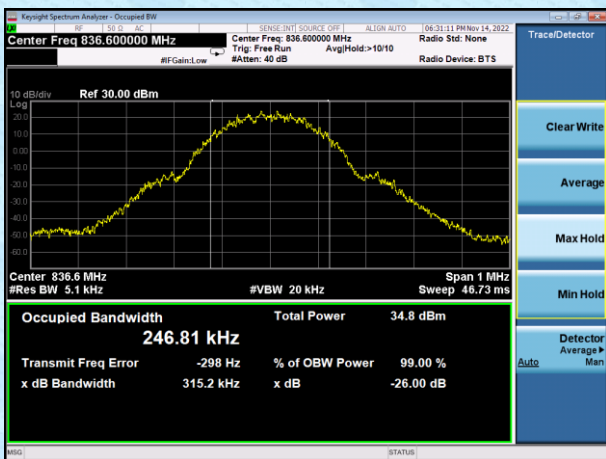 Keysight Spectrum Analyzer - Occupied BW
RF 50 Ω AC SENSE:INT SOURCE OFF ALIGN AUTO 06:31:11 PM Nov 14, 2022
Center Freq 836.600000 MHz
Center Freq: 836.600000 MHz Radio Std: None
Trig: Free Run Avg|Hold:>10/10
#IFGain:Low #Atten: 40 dB Radio Device: BTS
10 dB/div Ref 30.00 dBm
Log
20.0
10.0
0.00
-10.0
-20.0
-30.0
-40.0
-50.0
-60.0
Center 836.6 MHz Span 1 MHz
#Res BW 5.1 kHz #VBW 20 kHz Sweep 46.73 ms
Occupied Bandwidth Total Power 34.8 dBm
246.81 kHz
Transmit Freq Error -298 Hz % of OBW Power 99.00 %
x dB Bandwidth 315.2 kHz x dB -26.00 dB
MSG STATUS
Trace/Detector
Clear Write
Average
Max Hold
Min Hold
Detector
Average
Auto Man